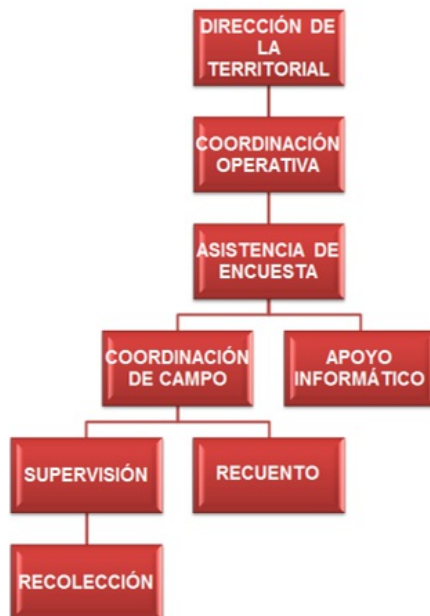 DIRECCIÓN DE
LA
TERRITORIAL
COORDINACIÓN
OPERATIVA
ASISTENCIA DE
ENCUESTA
COORDINACIÓN
DE CAMPO
APOYO
INFORMÁTICO
SUPERVISIÓN
RECUENTO
RECOLECCIÓN